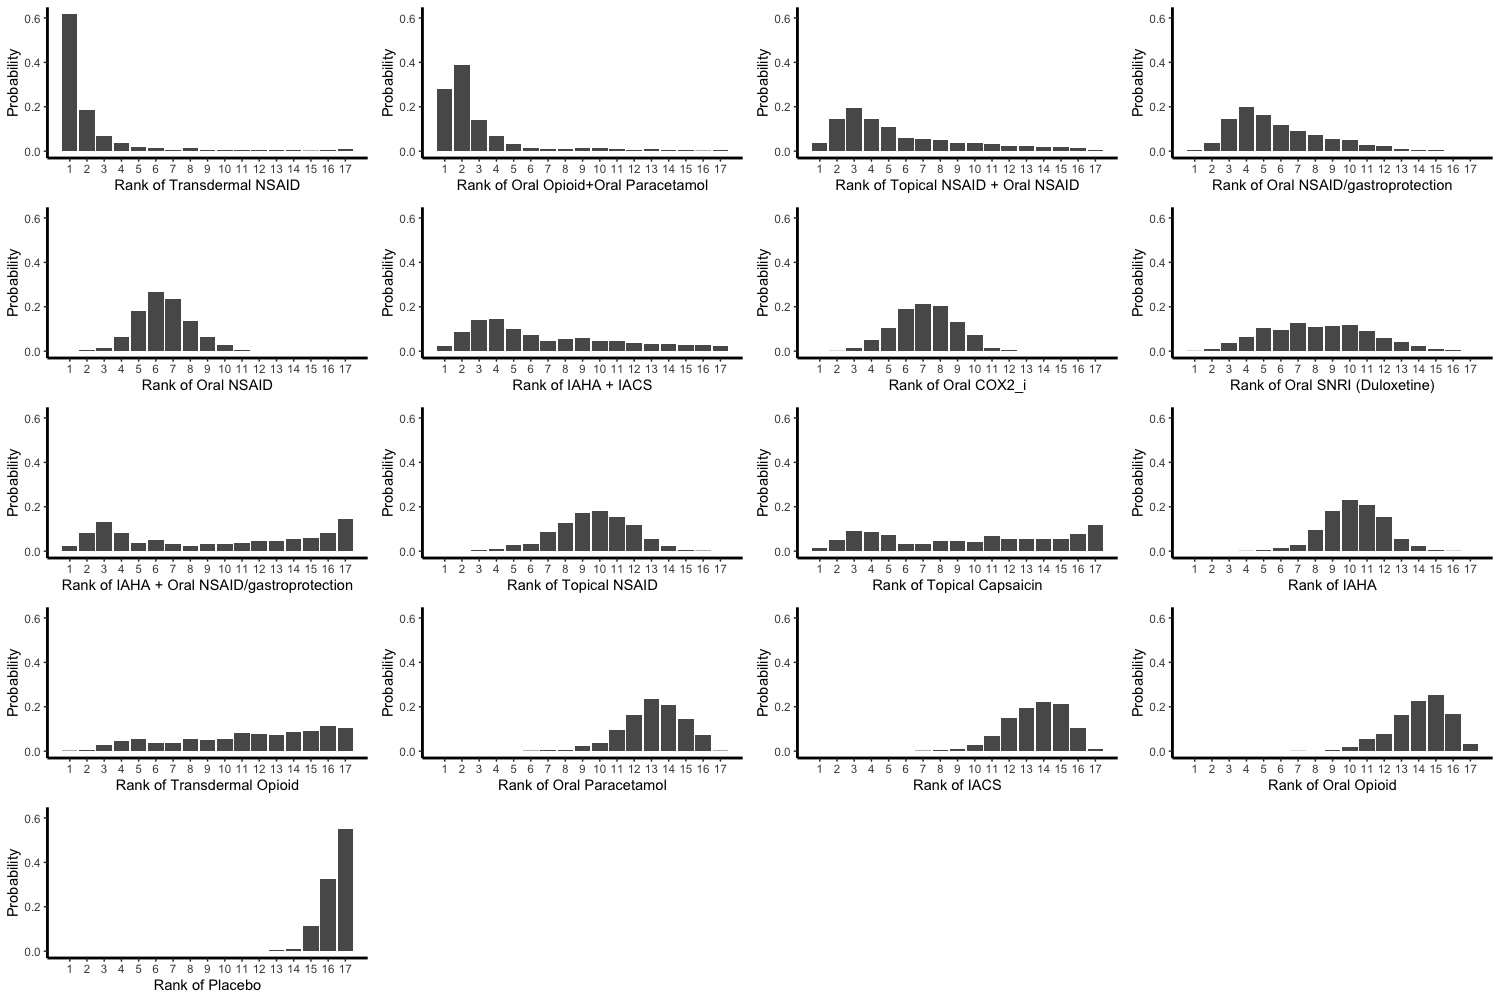 0.6
0.4
0.2
0.0
Probability
1 2 3 4 5 6 7 8 9 10 11 12 13 14 15 16 17
Rank of Transdermal NSAID
0.6
0.4
0.2
0.0
Probability
1 2 3 4 5 6 7 8 9 10 11 12 13 14 15 16 17
Rank of Oral Opioid+Oral Paracetamol
0.6
0.4
0.2
0.0
Probability
1 2 3 4 5 6 7 8 9 10 11 12 13 14 15 16 17
Rank of Topical NSAID + Oral NSAID
0.6
0.4
0.2
0.0
Probability
1 2 3 4 5 6 7 8 9 10 11 12 13 14 15 16 17
Rank of Oral NSAID/gastroprotection
0.6
0.4
0.2
0.0
Probability
1 2 3 4 5 6 7 8 9 10 11 12 13 14 15 16 17
Rank of Oral NSAID
0.6
0.4
0.2
0.0
Probability
1 2 3 4 5 6 7 8 9 10 11 12 13 14 15 16 17
Rank of IAHA + IACS
0.6
0.4
0.2
0.0
Probability
1 2 3 4 5 6 7 8 9 10 11 12 13 14 15 16 17
Rank of Oral COX2_i
0.6
0.4
0.2
0.0
Probability
1 2 3 4 5 6 7 8 9 10 11 12 13 14 15 16 17
Rank of Oral SNRI (Duloxetine)
0.6
0.4
0.2
0.0
Probability
1 2 3 4 5 6 7 8 9 10 11 12 13 14 15 16 17
Rank of IAHA + Oral NSAID/gastroprotection
0.6
0.4
0.2
0.0
Probability
1 2 3 4 5 6 7 8 9 10 11 12 13 14 15 16 17
Rank of Topical NSAID
0.6
0.4
0.2
0.0
Probability
1 2 3 4 5 6 7 8 9 10 11 12 13 14 15 16 17
Rank of Topical Capsaicin
0.6
0.4
0.2
0.0
Probability
1 2 3 4 5 6 7 8 9 10 11 12 13 14 15 16 17
Rank of IAHA
0.6
0.4
0.2
0.0
Probability
1 2 3 4 5 6 7 8 9 10 11 12 13 14 15 16 17
Rank of Transdermal Opioid
0.6
0.4
0.2
0.0
Probability
1 2 3 4 5 6 7 8 9 10 11 12 13 14 15 16 17
Rank of Oral Paracetamol
0.6
0.4
0.2
0.0
Probability
1 2 3 4 5 6 7 8 9 10 11 12 13 14 15 16 17
Rank of IACS
0.6
0.4
0.2
0.0
Probability
1 2 3 4 5 6 7 8 9 10 11 12 13 14 15 16 17
Rank of Oral Opioid
0.6
0.4
0.2
0.0
Probability
1 2 3 4 5 6 7 8 9 10 11 12 13 14 15 16 17
Rank of Placebo